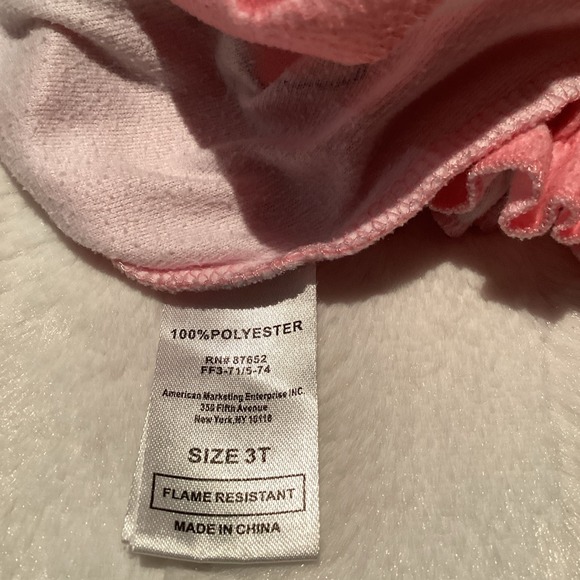 100%POLYESTER
RN# 87652
FF3-71/5-74
American Marketing Enterprise INC.
350 Fifth Avenue
New York,NY 10118
SIZE 3T
FLAME RESISTANT
MADE IN CHINA